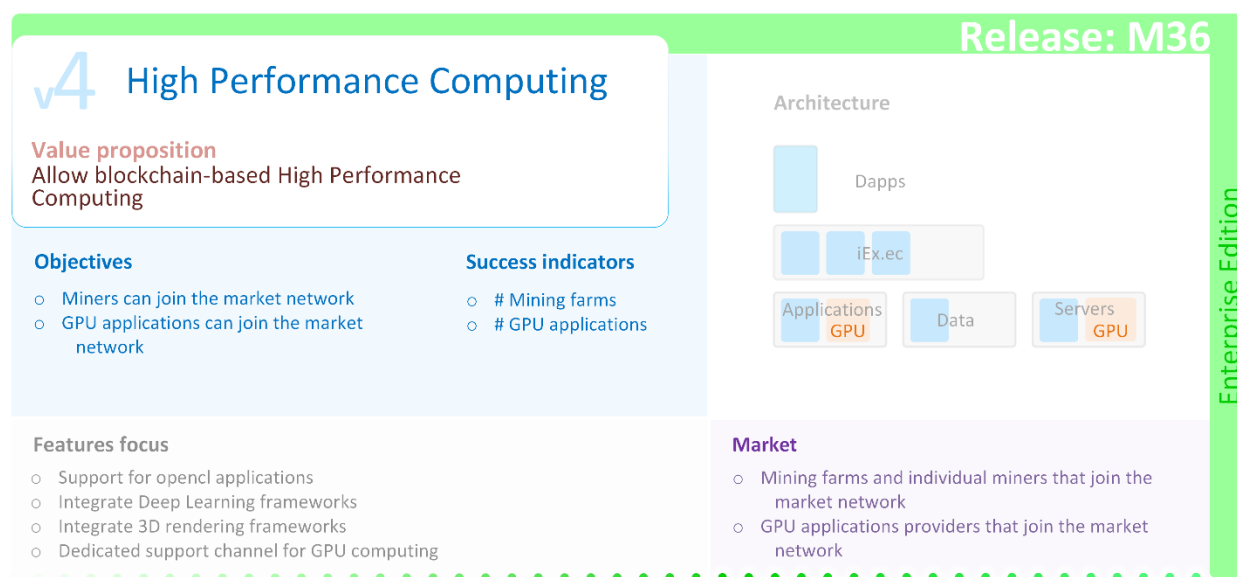 Release: M36
v4 High Performance Computing
Value proposition
Allow blockchain-based High Performance
Computing
Objectives
○ Miners can join the market network
○ GPU applications can join the market
network
Success indicators
○ # Mining farms
○ # GPU applications
Architecture
Dapps
iEx.ec
Applications
GPU
Data
Servers
GPU
Enterprise Edition
Features focus
○ Support for opencl applications
○ Integrate Deep Learning frameworks
○ Integrate 3D rendering frameworks
○ Dedicated support channel for GPU computing
Market
○ Mining farms and individual miners that join the
market network
○ GPU applications providers that join the market
network